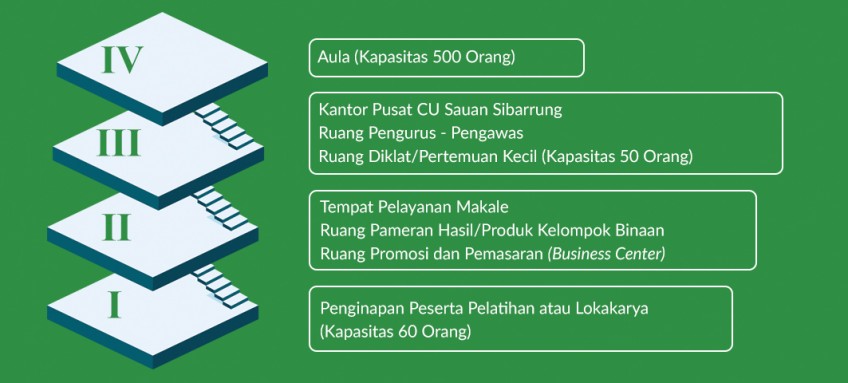 IV
Aula (Kapasitas 500 Orang)
III
Kantor Pusat CU Sauan Sibarrung
Ruang Pengurus - Pengawas
Ruang Diklat/Pertemuan Kecil (Kapasitas 50 Orang)
II
Tempat Pelayanan Makale
Ruang Pameran Hasil/Produk Kelompok Binaan
Ruang Promosi dan Pemasaran (Business Center)
I
Penginapan Peserta Pelatihan atau Lokakarya
(Kapasitas 60 Orang)